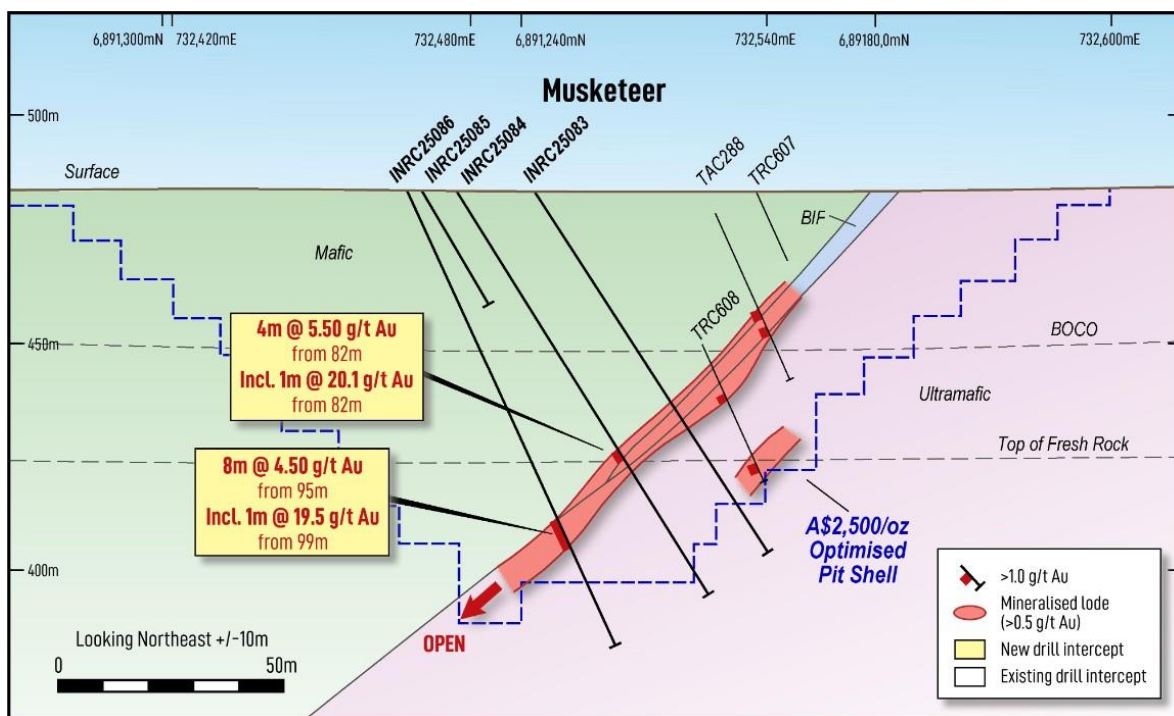 6,891,300mN
732,420mE
732,480mE
6,891,240mN
732,540mE
6,89180,0mN
732,600mE
Musketeer
500m
INRC25086
INRC25085
INRC25084
INRC25083
TAC288
TRC607
Surface
BIF
Mafic
TRC608
4m @ 5.50 g/t Au
from 82m
Incl. 1m @ 20.1 g/t Au
from 82m
450m
BOCO
Ultramafic
Top of Fresh Rock
8m @ 4.50 g/t Au
from 95m
Incl. 1m @ 19.5 g/t Au
from 99m
A$2,500/oz
Optimised
Pit Shell
400m
OPEN
Looking Northeast +/-10m
0 50m
>1.0 g/t Au
Mineralised lode
(>0.5 g/t Au)
New drill intercept
Existing drill intercept